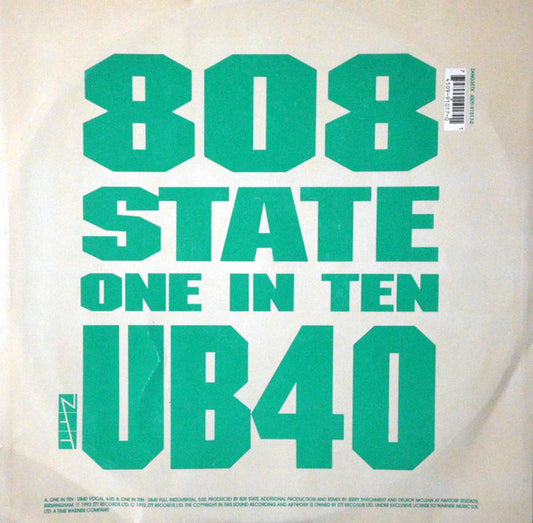 808
STATE
ONE IN TEN
UB40
ZTT
A. ONE IN TEN - UB40 VOCAL 4.00. B. ONE IN TEN - UB40 FULL INSTRUMENTAL 5.02. PRODUCED BY 808 STATE. ADDITIONAL PRODUCTION AND REMIX BY JERRY PARCHMENT AND DELROY MCLEAN AT ABATOIR STUDIOS,
BIRMINGHAM. ℗ 1992 ZTT RECORDS LTD. © 1992 ZTT RECORDS LTD. THE COPYRIGHT IN THIS SOUND RECORDING AND ARTWORK IS OWNED BY ZTT RECORDS LTD. UNDER EXCLUSIVE LICENSE TO WARNER MUSIC U.K.
LTD. A TIME WARNER COMPANY.